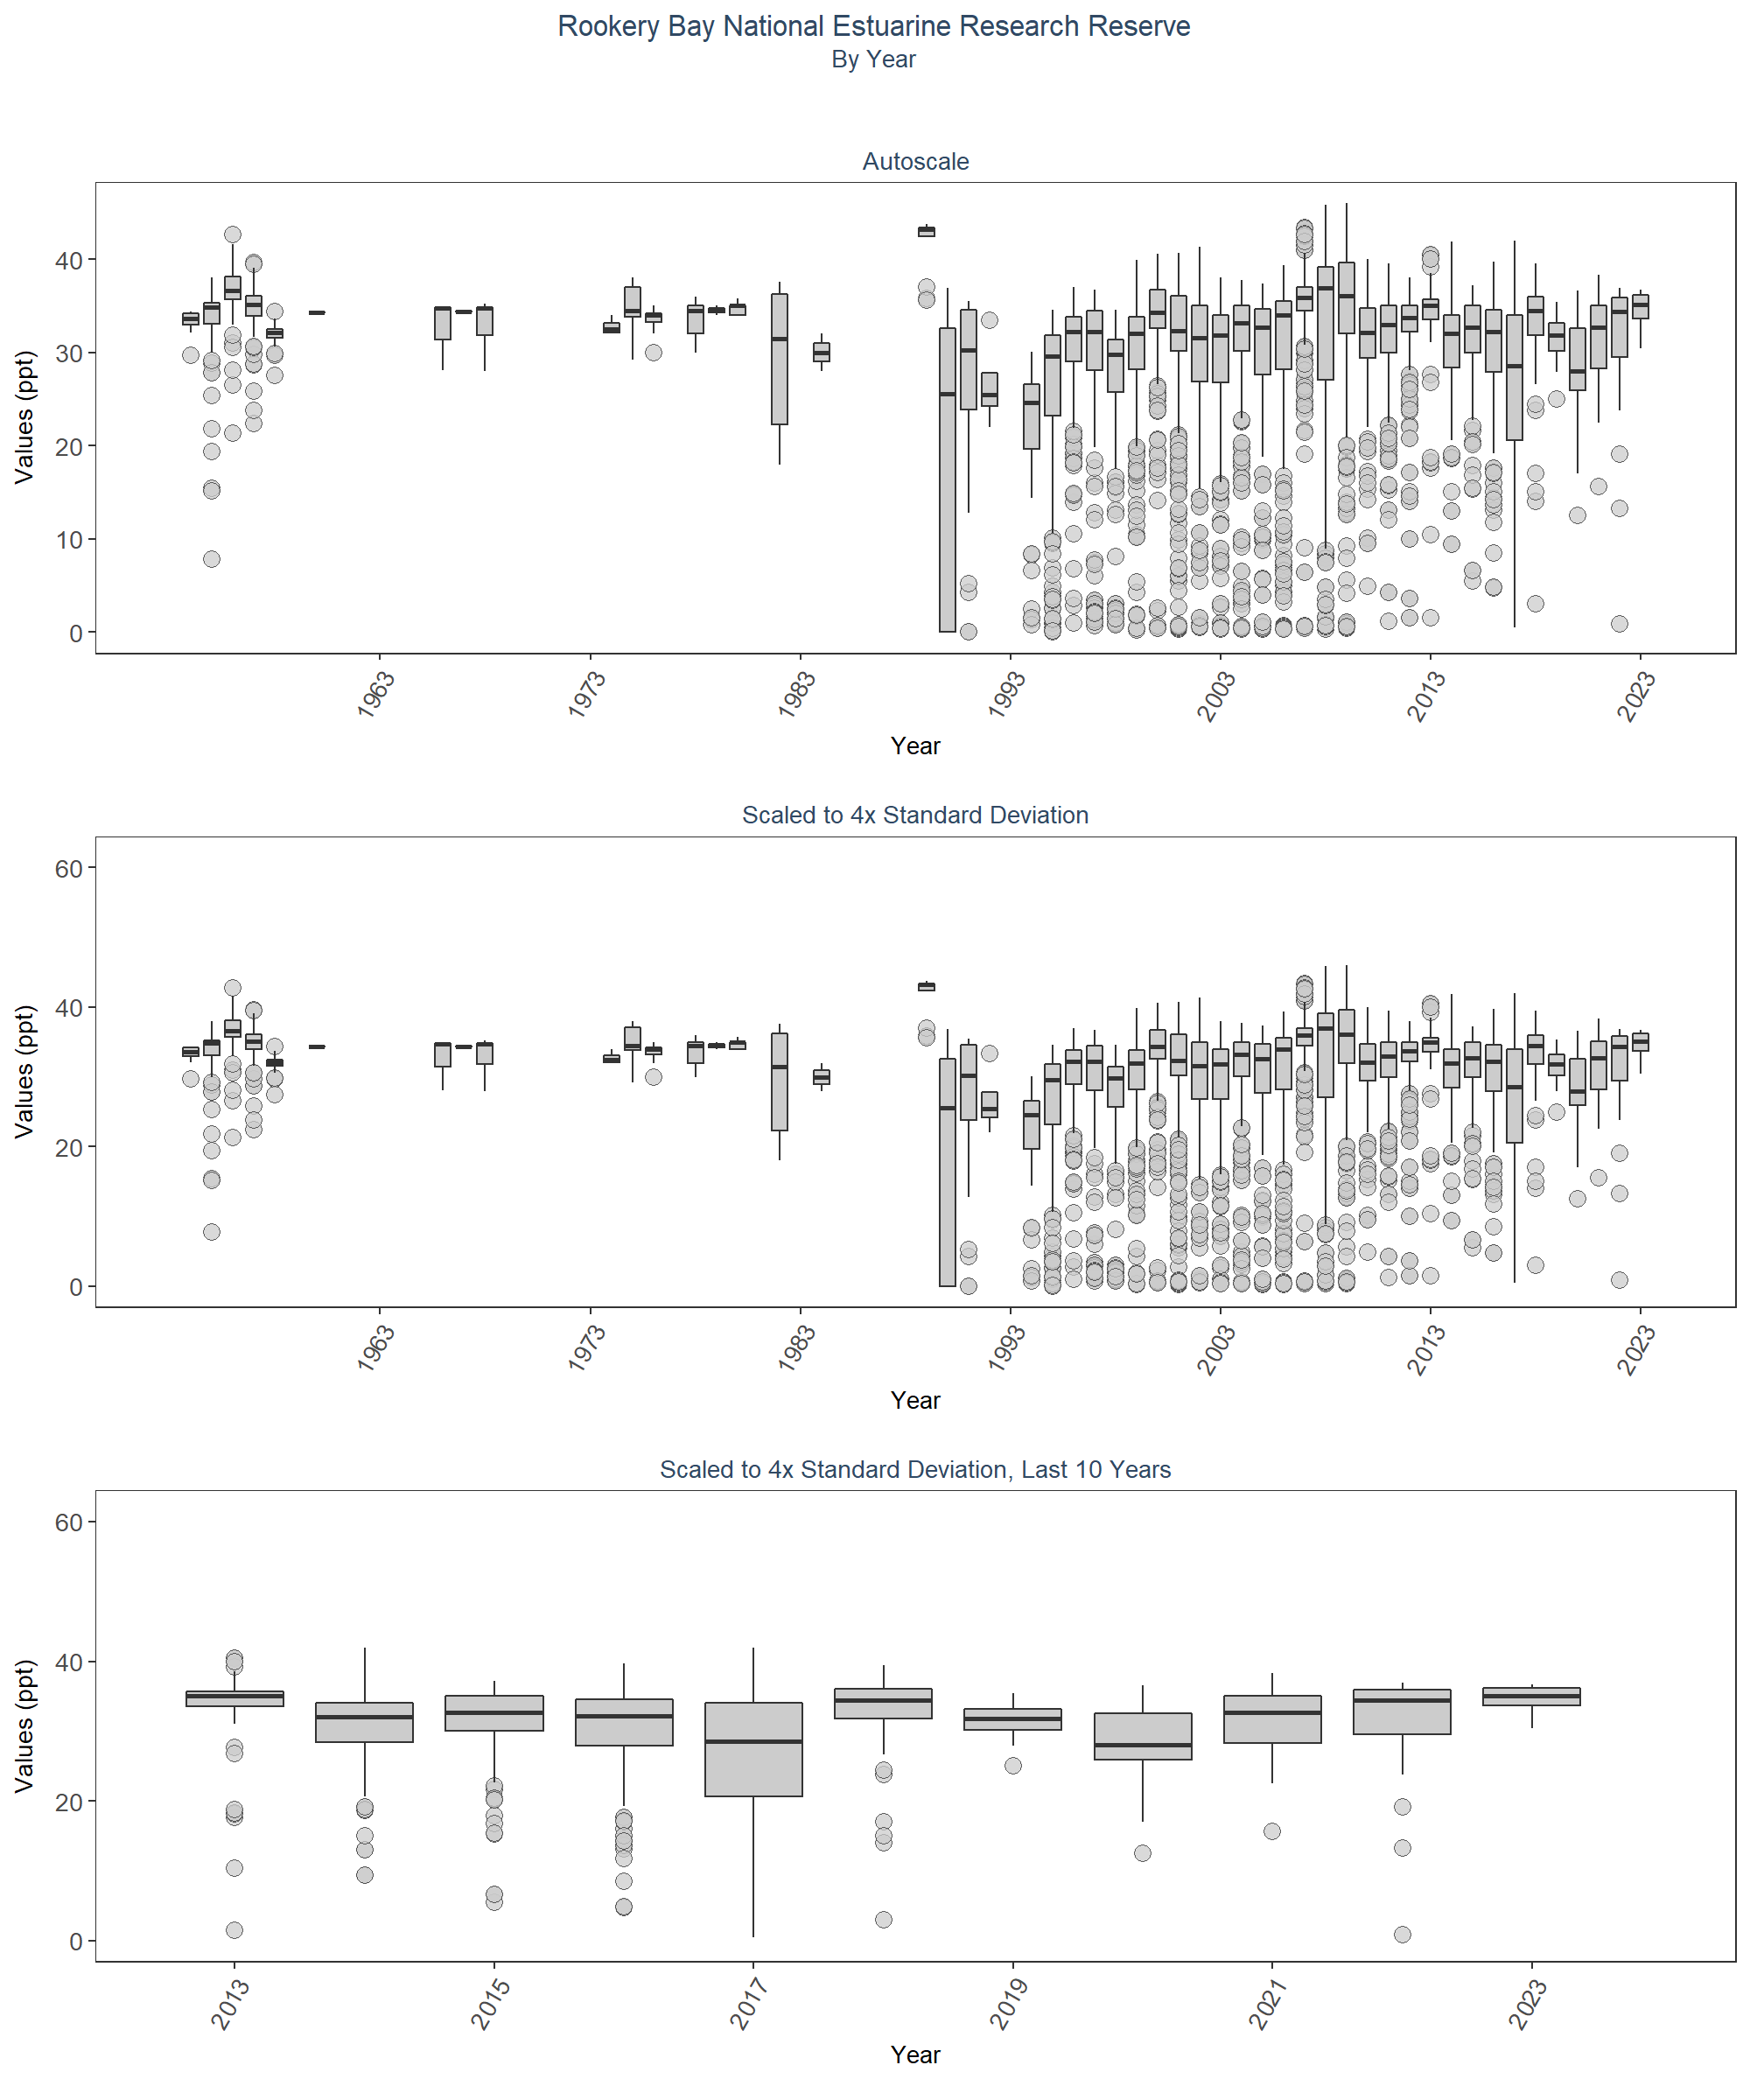 Rookery Bay National Estuarine Research Reserve
By Year
Autoscale
Values (ppt)
40
30
20
10
0
1963 1973 1983 1993 2003 2013 2023
Year
Scaled to 4x Standard Deviation
Values (ppt)
60
40
20
0
1963 1973 1983 1993 2003 2013 2023
Year
Scaled to 4x Standard Deviation, Last 10 Years
Values (ppt)
60
40
20
0
2013 2015 2017 2019 2021 2023
Year